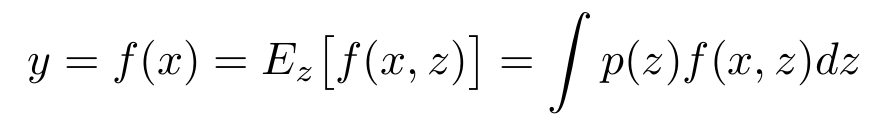 y = f(x) = E_z[f(x, z)] = ∫ p(z)f(x, z)dz